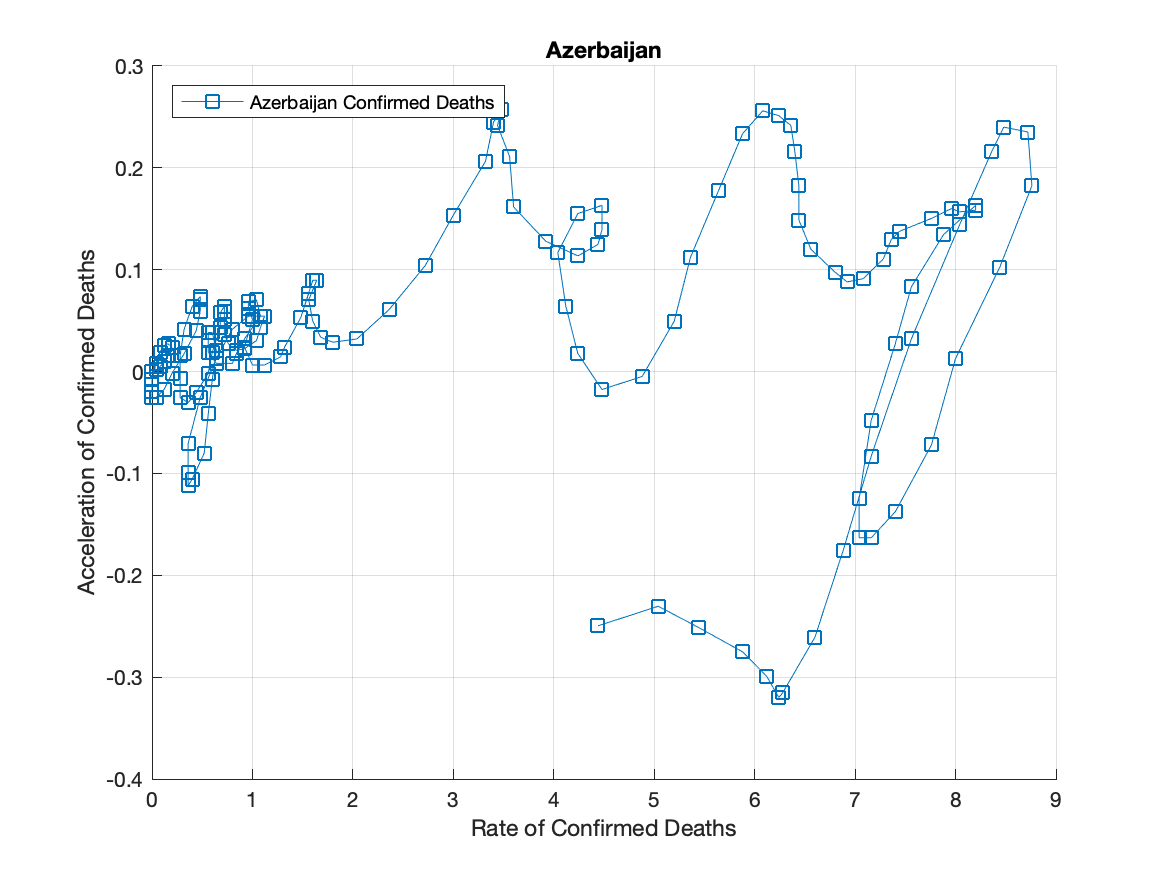 Azerbaijan
Azerbaijan Confirmed Deaths
Acceleration of Confirmed Deaths
0.3
0.2
0.1
0
-0.1
-0.2
-0.3
-0.4
0 1 2 3 4 5 6 7 8 9
Rate of Confirmed Deaths